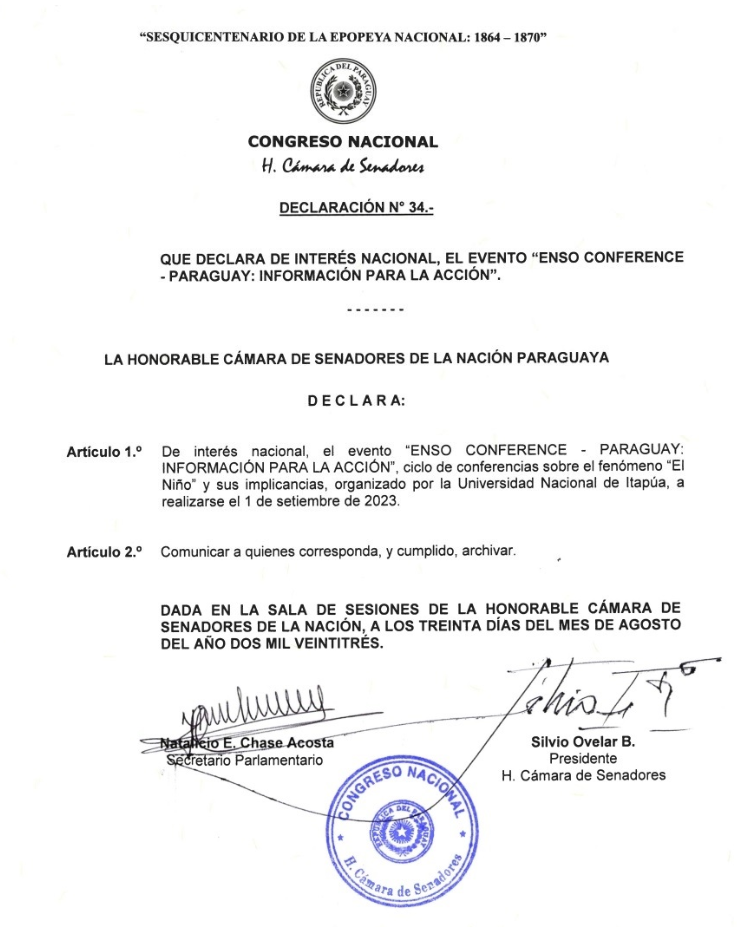 “SESQUICENTENARIO DE LA EPOPEYA NACIONAL: 1864 – 1870”
REPUBLICA DEL PARAGUAY
CONGRESO NACIONAL
H. Cámara de Senadores
DECLARACIÓN N° 34.-
QUE DECLARA DE INTERÉS NACIONAL, EL EVENTO “ENSO CONFERENCE
- PARAGUAY: INFORMACIÓN PARA LA ACCIÓN”.
- - - - - - -
LA HONORABLE CÁMARA DE SENADORES DE LA NACIÓN PARAGUAYA
D E C L A R A:
Artículo 1.º De interés nacional, el evento “ENSO CONFERENCE - PARAGUAY:
INFORMACIÓN PARA LA ACCIÓN”, ciclo de conferencias sobre el fenómeno “El
Niño” y sus implicancias, organizado por la Universidad Nacional de Itapúa, a
realizarse el 1 de setiembre de 2023.
Artículo 2.º Comunicar a quienes corresponda, y cumplido, archivar.
DADA EN LA SALA DE SESIONES DE LA HONORABLE CÁMARA DE
SENADORES DE LA NACIÓN, A LOS TREINTA DÍAS DEL MES DE AGOSTO
DEL AÑO DOS MIL VEINTITRÉS.
Natalicio E. Chase Acosta
Secretario Parlamentario
Silvio Ovelar B.
Presidente
H. Cámara de Senadores
CONGRESO NACIONAL
REPUBLICA DEL PARAGUAY
H. Cámara de Senadores